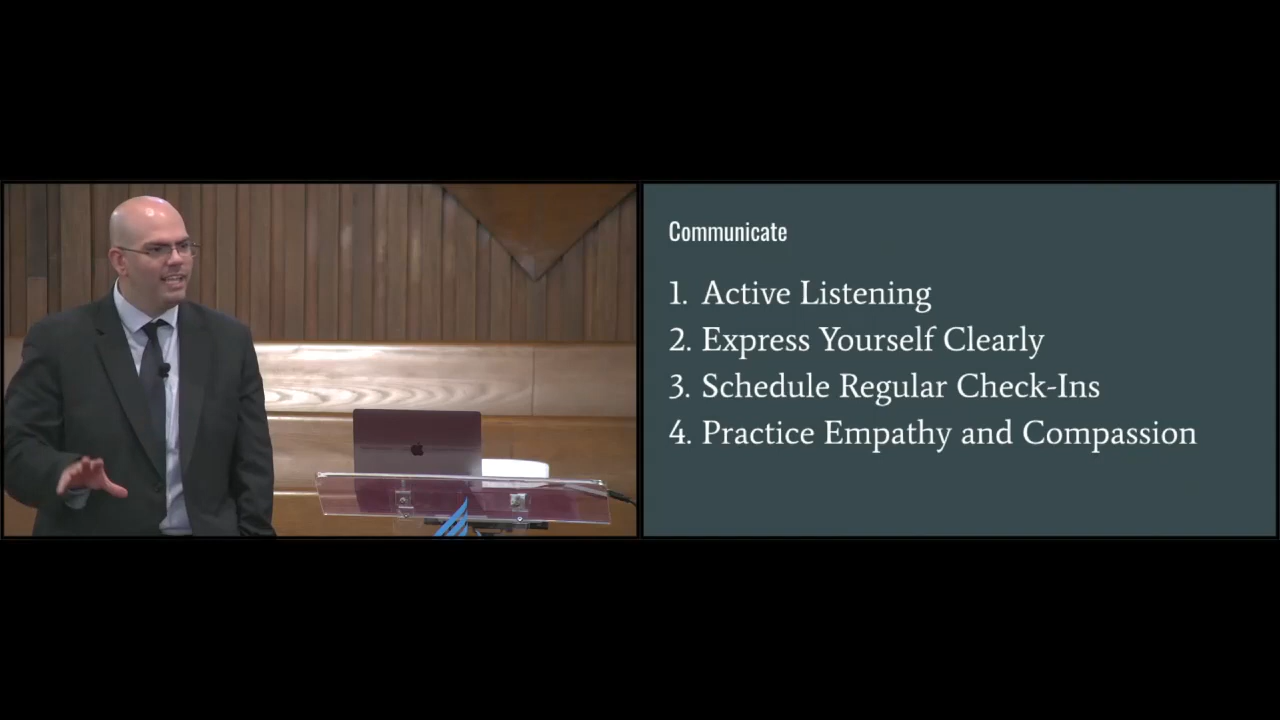 Communicate
1. Active Listening
2. Express Yourself Clearly
3. Schedule Regular Check-Ins
4. Practice Empathy and Compassion